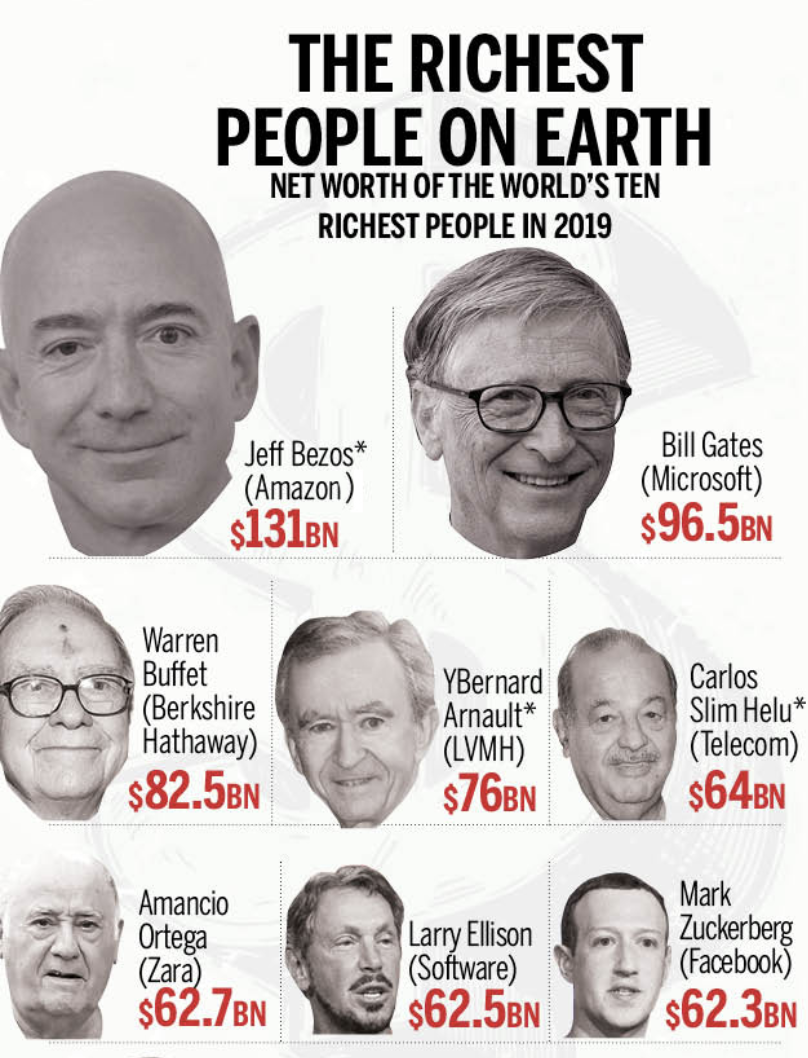 THE RICHEST
PEOPLE ON EARTH
NET WORTH OF THE WORLD'S TEN
RICHEST PEOPLE IN 2019
Jeff Bezos*
(Amazon)
$131BN
Bill Gates
(Microsoft)
$96.5BN
Warren
Buffet
(Berkshire
Hathaway)
$82.5BN
YBernard
Arnault*
(LVMH)
$76BN
Carlos
Slim Helu*
(Telecom)
$64BN
Amancio
Ortega
(Zara)
$62.7BN
Larry Ellison
(Software)
$62.5BN
Mark
Zuckerberg
(Facebook)
$62.3BN